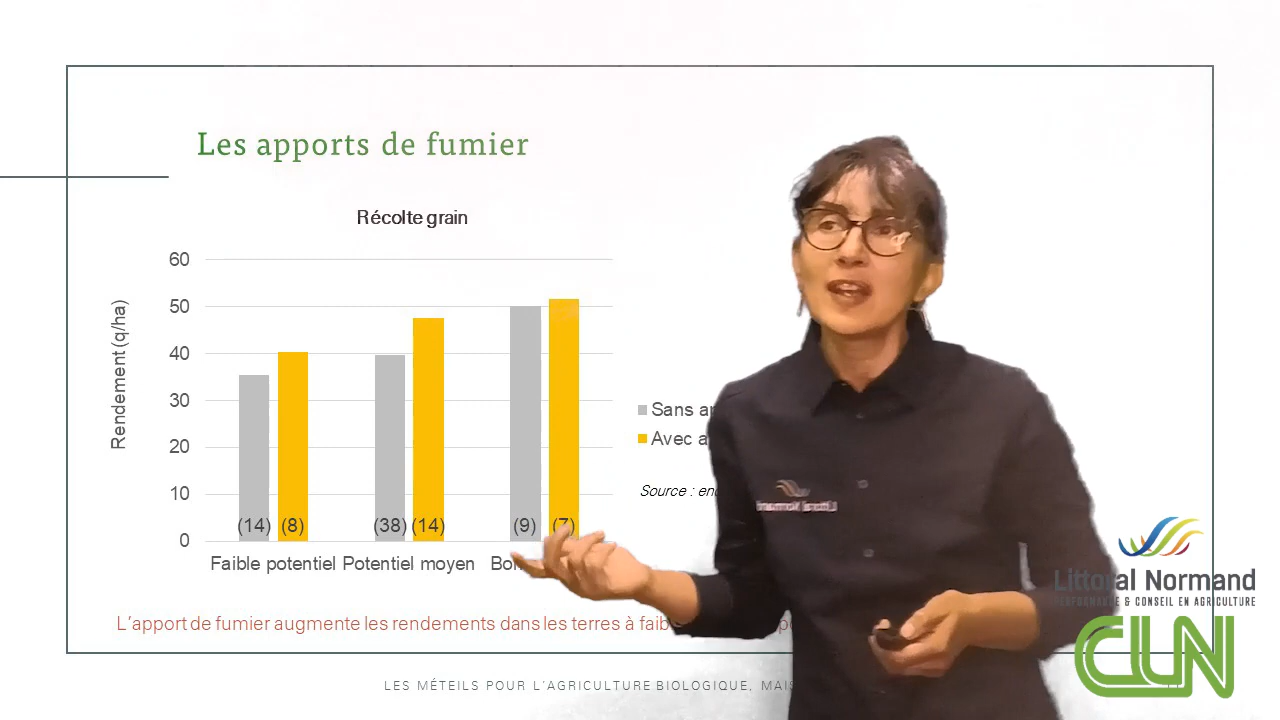 Les apports de fumier
Récolte grain
Rendement (q/ha)
60
50
40
30
20
10
0
(14) (8) (38) (14) (9) (7)
Faible potentiel Potentiel moyen
Sans
Avec
Source :
L'apport de fumier augmente les rendements dans les terres à
LES MÉTEILS POUR L'AGRICULTURE BIOLOGIQUE,
Littoral Normand
PERFORMANCE & CONSEIL EN AGRICULTURE
CLN